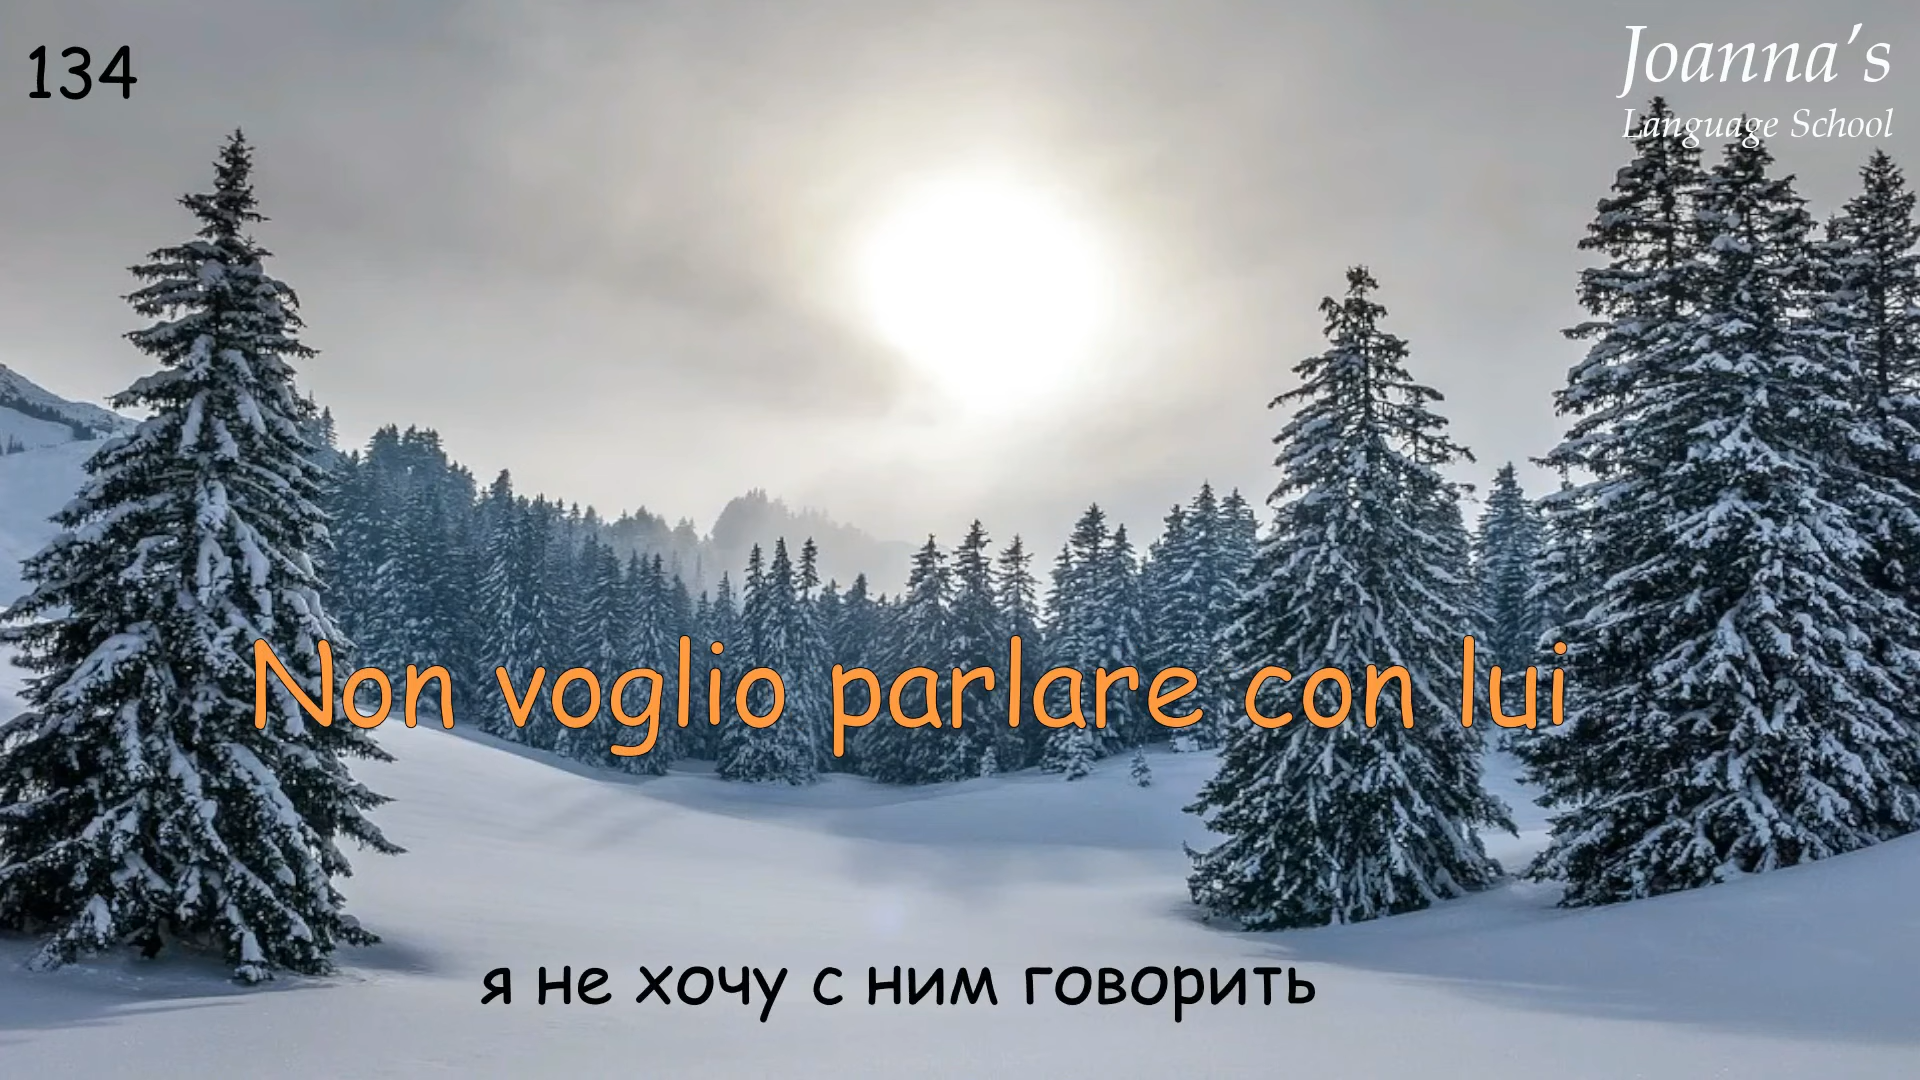 134
Joanna's
Language School
Non voglio parlare con lui
я не хочу с ним говорить